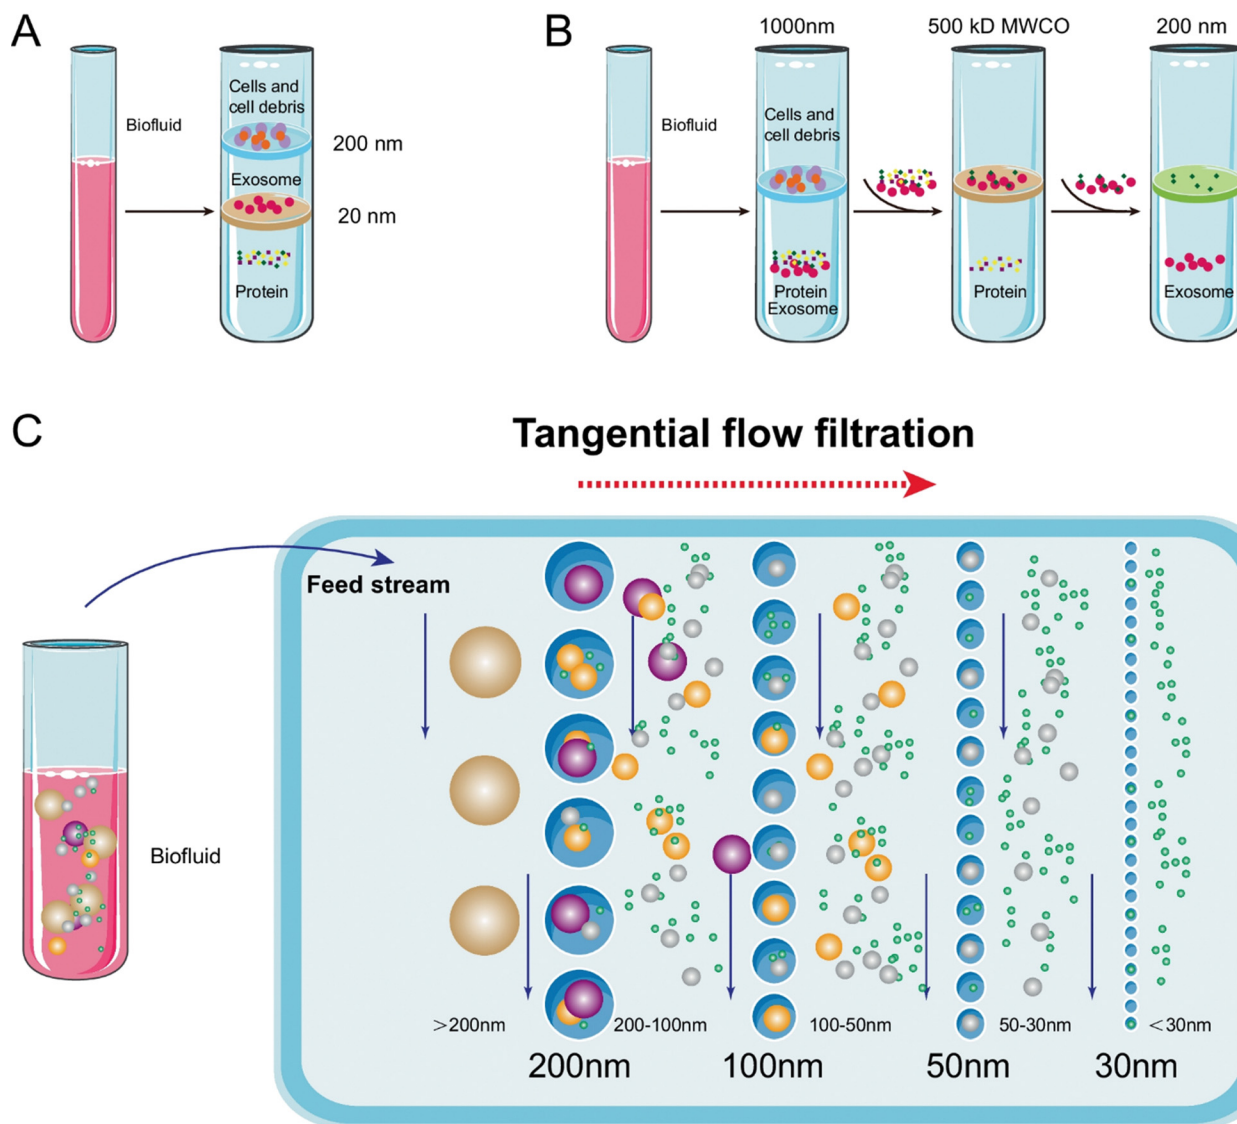 A
Biofluid
Cells and
cell debris
200 nm
Exosome
20 nm
Protein
B
1000nm
500 kD MWCO
200 nm
Biofluid
Cells and
cell debris
Protein
Exosome
Protein
Exosome
C
Tangential flow filtration
Feed stream
Biofluid
>200nm
200-100nm
100-50nm
50-30nm
<30nm
200nm
100nm
50nm
30nm